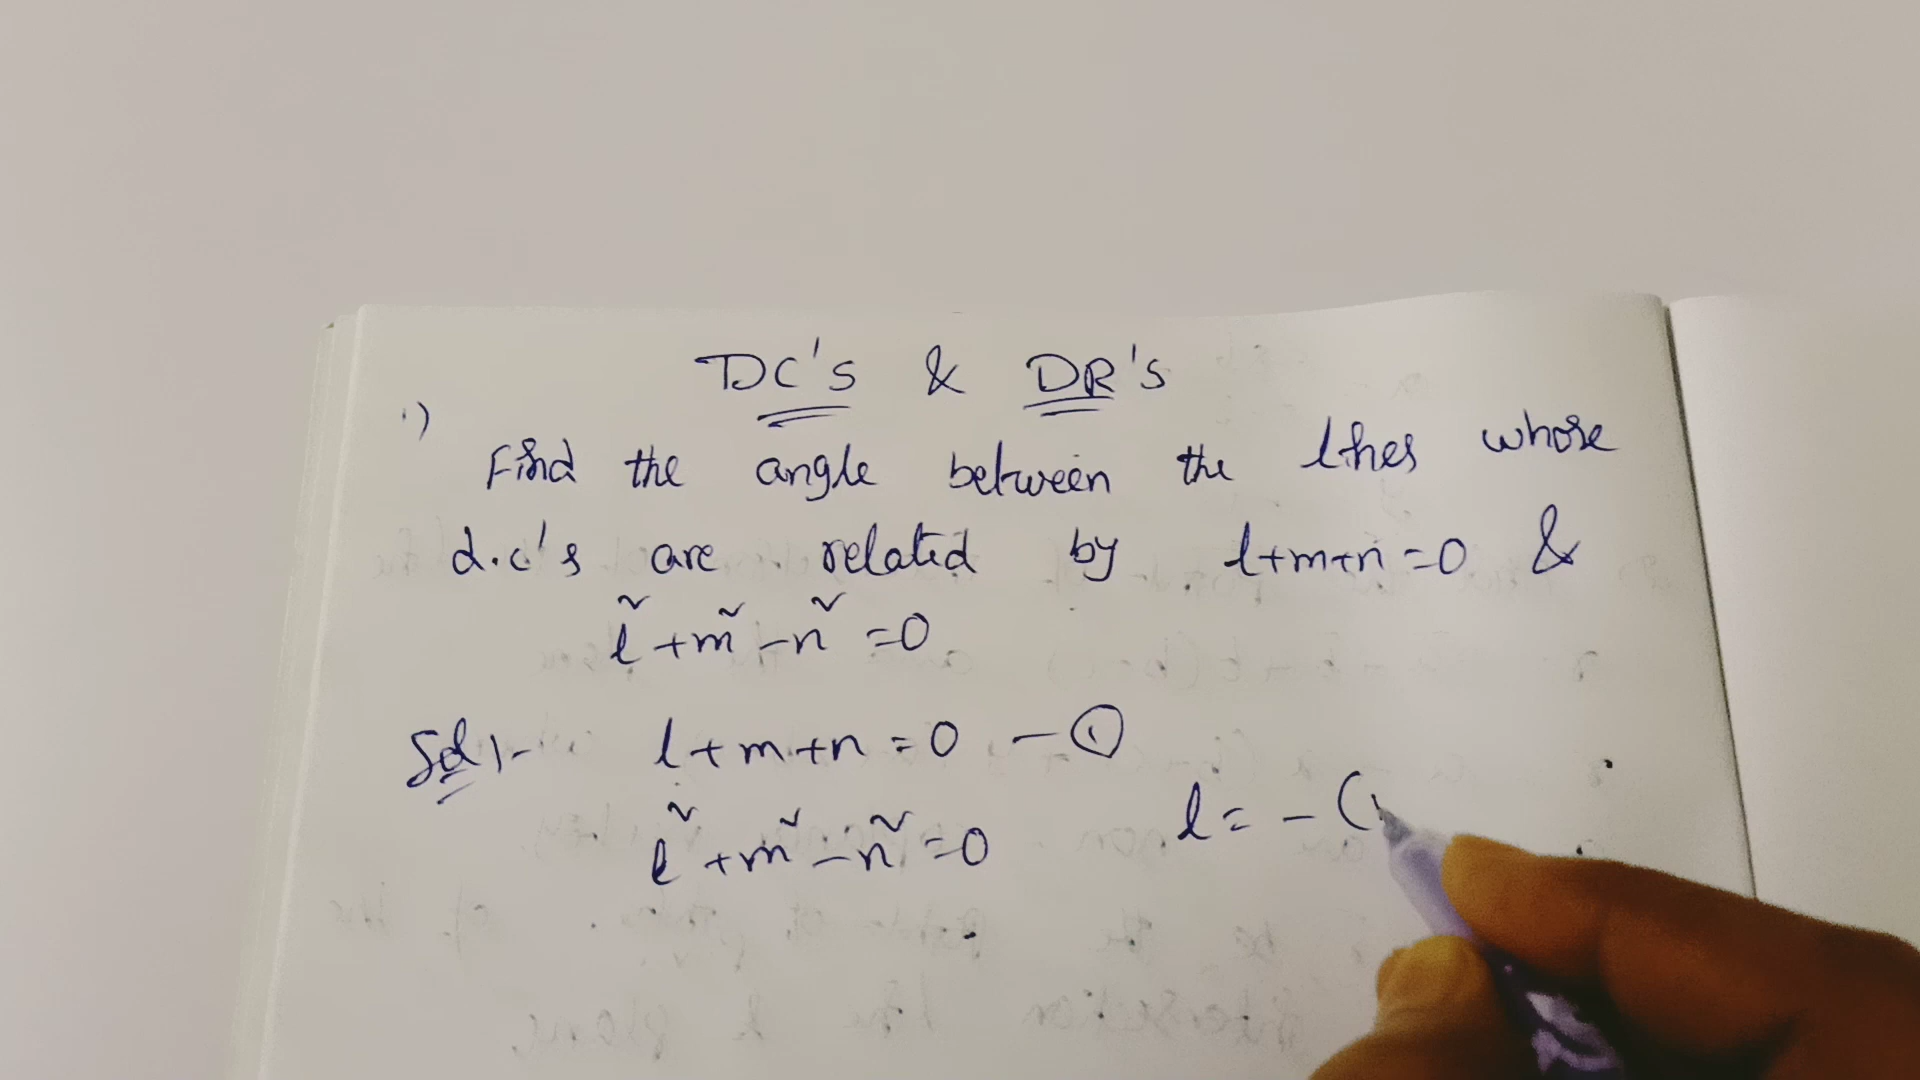 DC's & DR's
1)
Find the angle between the lines whose
d.c's are related by l+m+n=0 &
l²+m²-n²=0
Sol:- l+m+n=0 -①
l²+m²-n²=0 l= -(